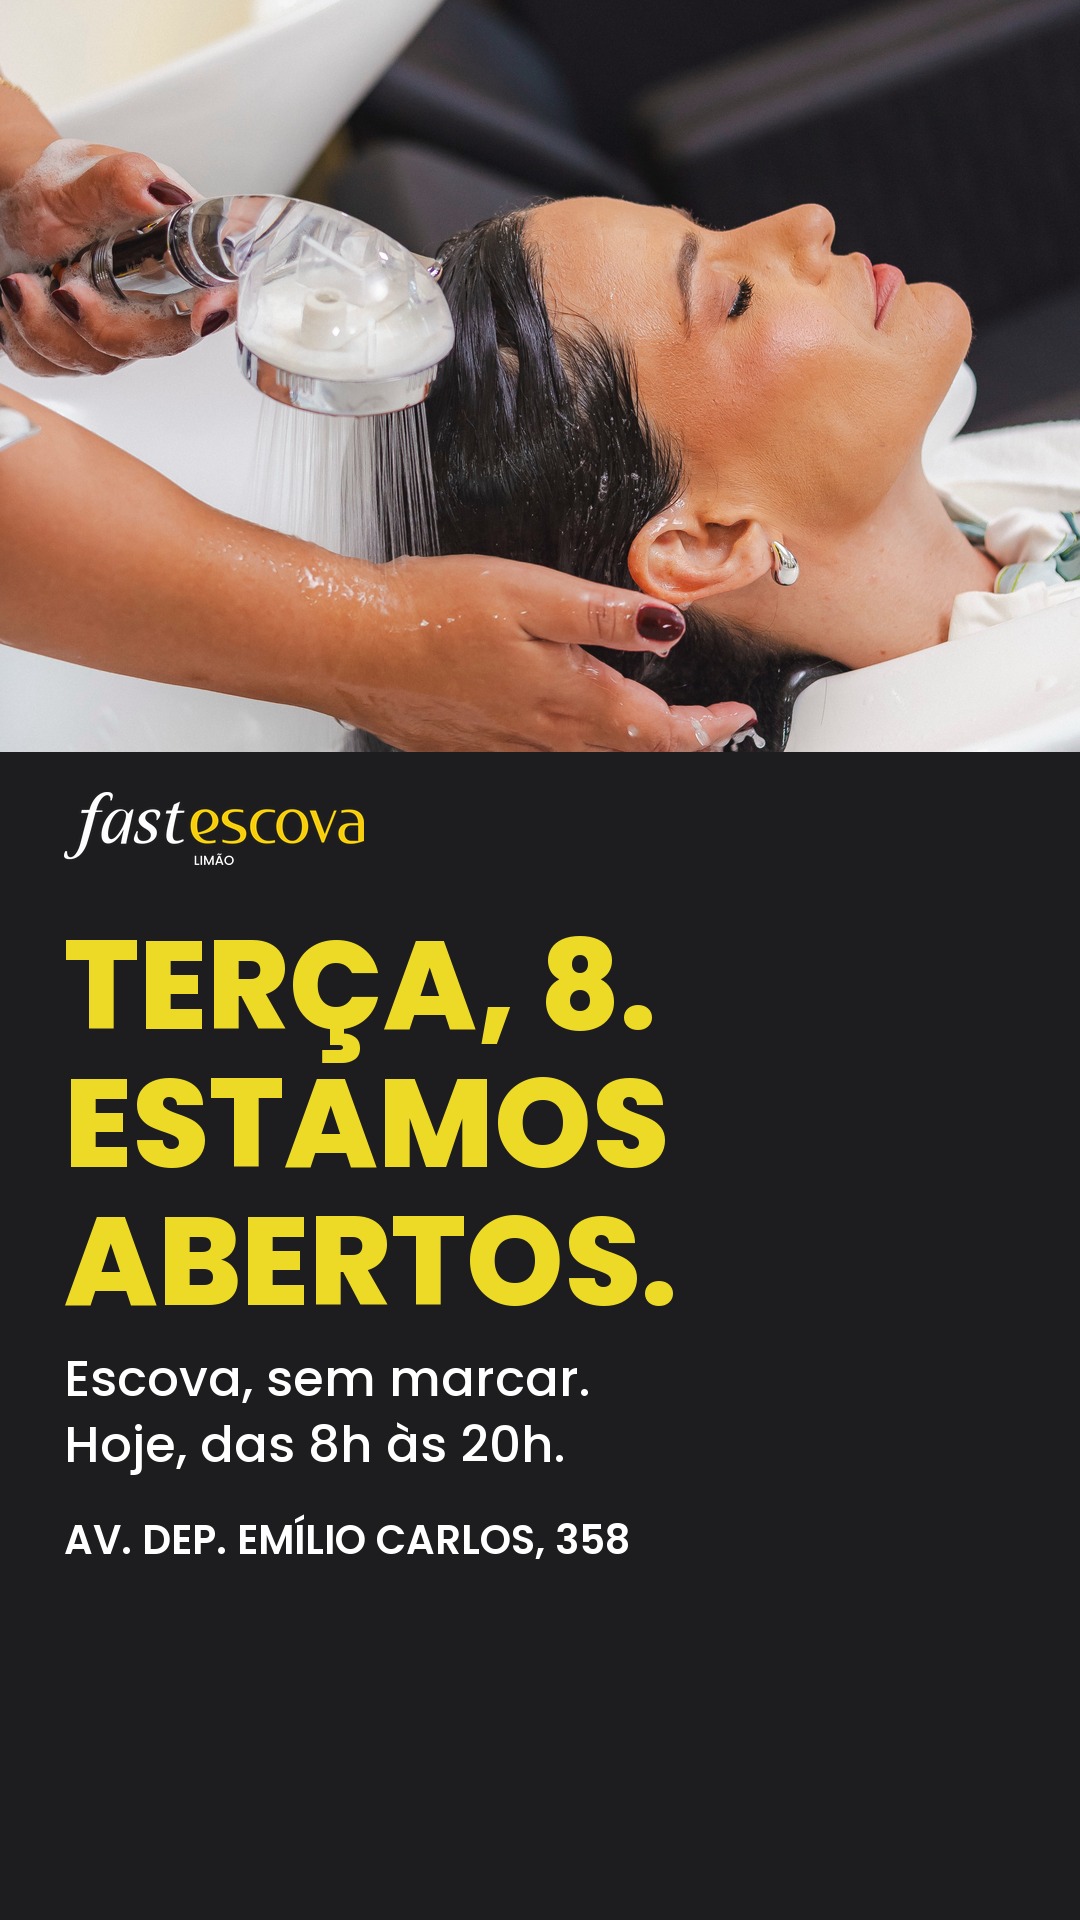 fastescova
LIMÃO
TERÇA, 8.
ESTAMOS
ABERTOS.
Escova, sem marcar.
Hoje, das 8h às 20h.
AV. DEP. EMÍLIO CARLOS, 358